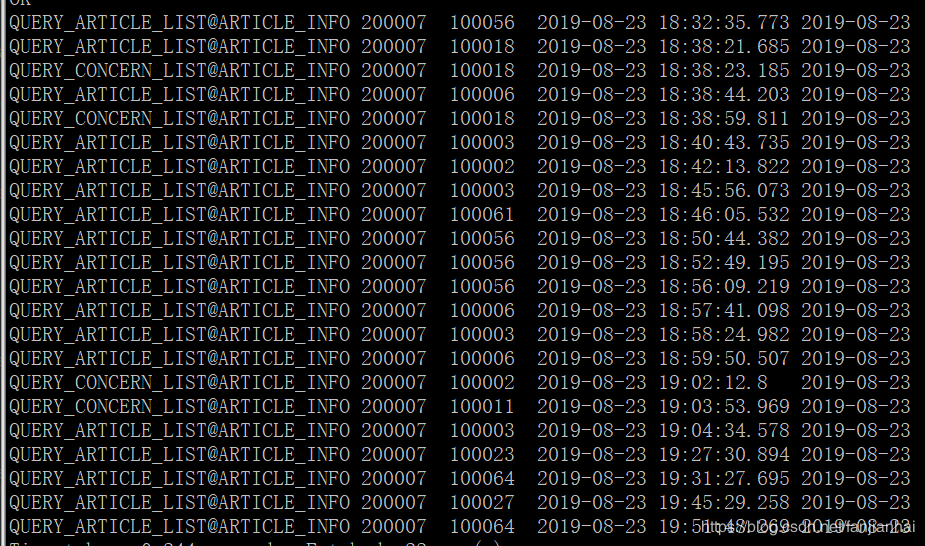 OK
QUERY_ARTICLE_LIST@ARTICLE_INFO 200007 100056 2019-08-23 18:32:35.773 2019-08-23
QUERY_ARTICLE_LIST@ARTICLE_INFO 200007 100018 2019-08-23 18:38:21.685 2019-08-23
QUERY_CONCERN_LIST@ARTICLE_INFO 200007 100018 2019-08-23 18:38:23.185 2019-08-23
QUERY_ARTICLE_LIST@ARTICLE_INFO 200007 100006 2019-08-23 18:38:44.203 2019-08-23
QUERY_CONCERN_LIST@ARTICLE_INFO 200007 100018 2019-08-23 18:38:59.811 2019-08-23
QUERY_ARTICLE_LIST@ARTICLE_INFO 200007 100003 2019-08-23 18:40:43.735 2019-08-23
QUERY_ARTICLE_LIST@ARTICLE_INFO 200007 100002 2019-08-23 18:42:13.822 2019-08-23
QUERY_ARTICLE_LIST@ARTICLE_INFO 200007 100003 2019-08-23 18:45:56.073 2019-08-23
QUERY_ARTICLE_LIST@ARTICLE_INFO 200007 100061 2019-08-23 18:46:05.532 2019-08-23
QUERY_ARTICLE_LIST@ARTICLE_INFO 200007 100056 2019-08-23 18:50:44.382 2019-08-23
QUERY_ARTICLE_LIST@ARTICLE_INFO 200007 100056 2019-08-23 18:52:49.195 2019-08-23
QUERY_ARTICLE_LIST@ARTICLE_INFO 200007 100056 2019-08-23 18:56:09.219 2019-08-23
QUERY_ARTICLE_LIST@ARTICLE_INFO 200007 100006 2019-08-23 18:57:41.098 2019-08-23
QUERY_ARTICLE_LIST@ARTICLE_INFO 200007 100003 2019-08-23 18:58:24.982 2019-08-23
QUERY_ARTICLE_LIST@ARTICLE_INFO 200007 100006 2019-08-23 18:59:50.507 2019-08-23
QUERY_CONCERN_LIST@ARTICLE_INFO 200007 100002 2019-08-23 19:02:12.8 2019-08-23
QUERY_CONCERN_LIST@ARTICLE_INFO 200007 100011 2019-08-23 19:03:53.969 2019-08-23
QUERY_ARTICLE_LIST@ARTICLE_INFO 200007 100003 2019-08-23 19:04:34.578 2019-08-23
QUERY_ARTICLE_LIST@ARTICLE_INFO 200007 100023 2019-08-23 19:27:30.894 2019-08-23
QUERY_ARTICLE_LIST@ARTICLE_INFO 200007 100064 2019-08-23 19:31:27.695 2019-08-23
QUERY_ARTICLE_LIST@ARTICLE_INFO 200007 100027 2019-08-23 19:45:29.258 2019-08-23
QUERY_ARTICLE_LIST@ARTICLE_INFO 200007 100064 2019-08-23 2019-08-23
https://blog.csdn.net/fanjianhai